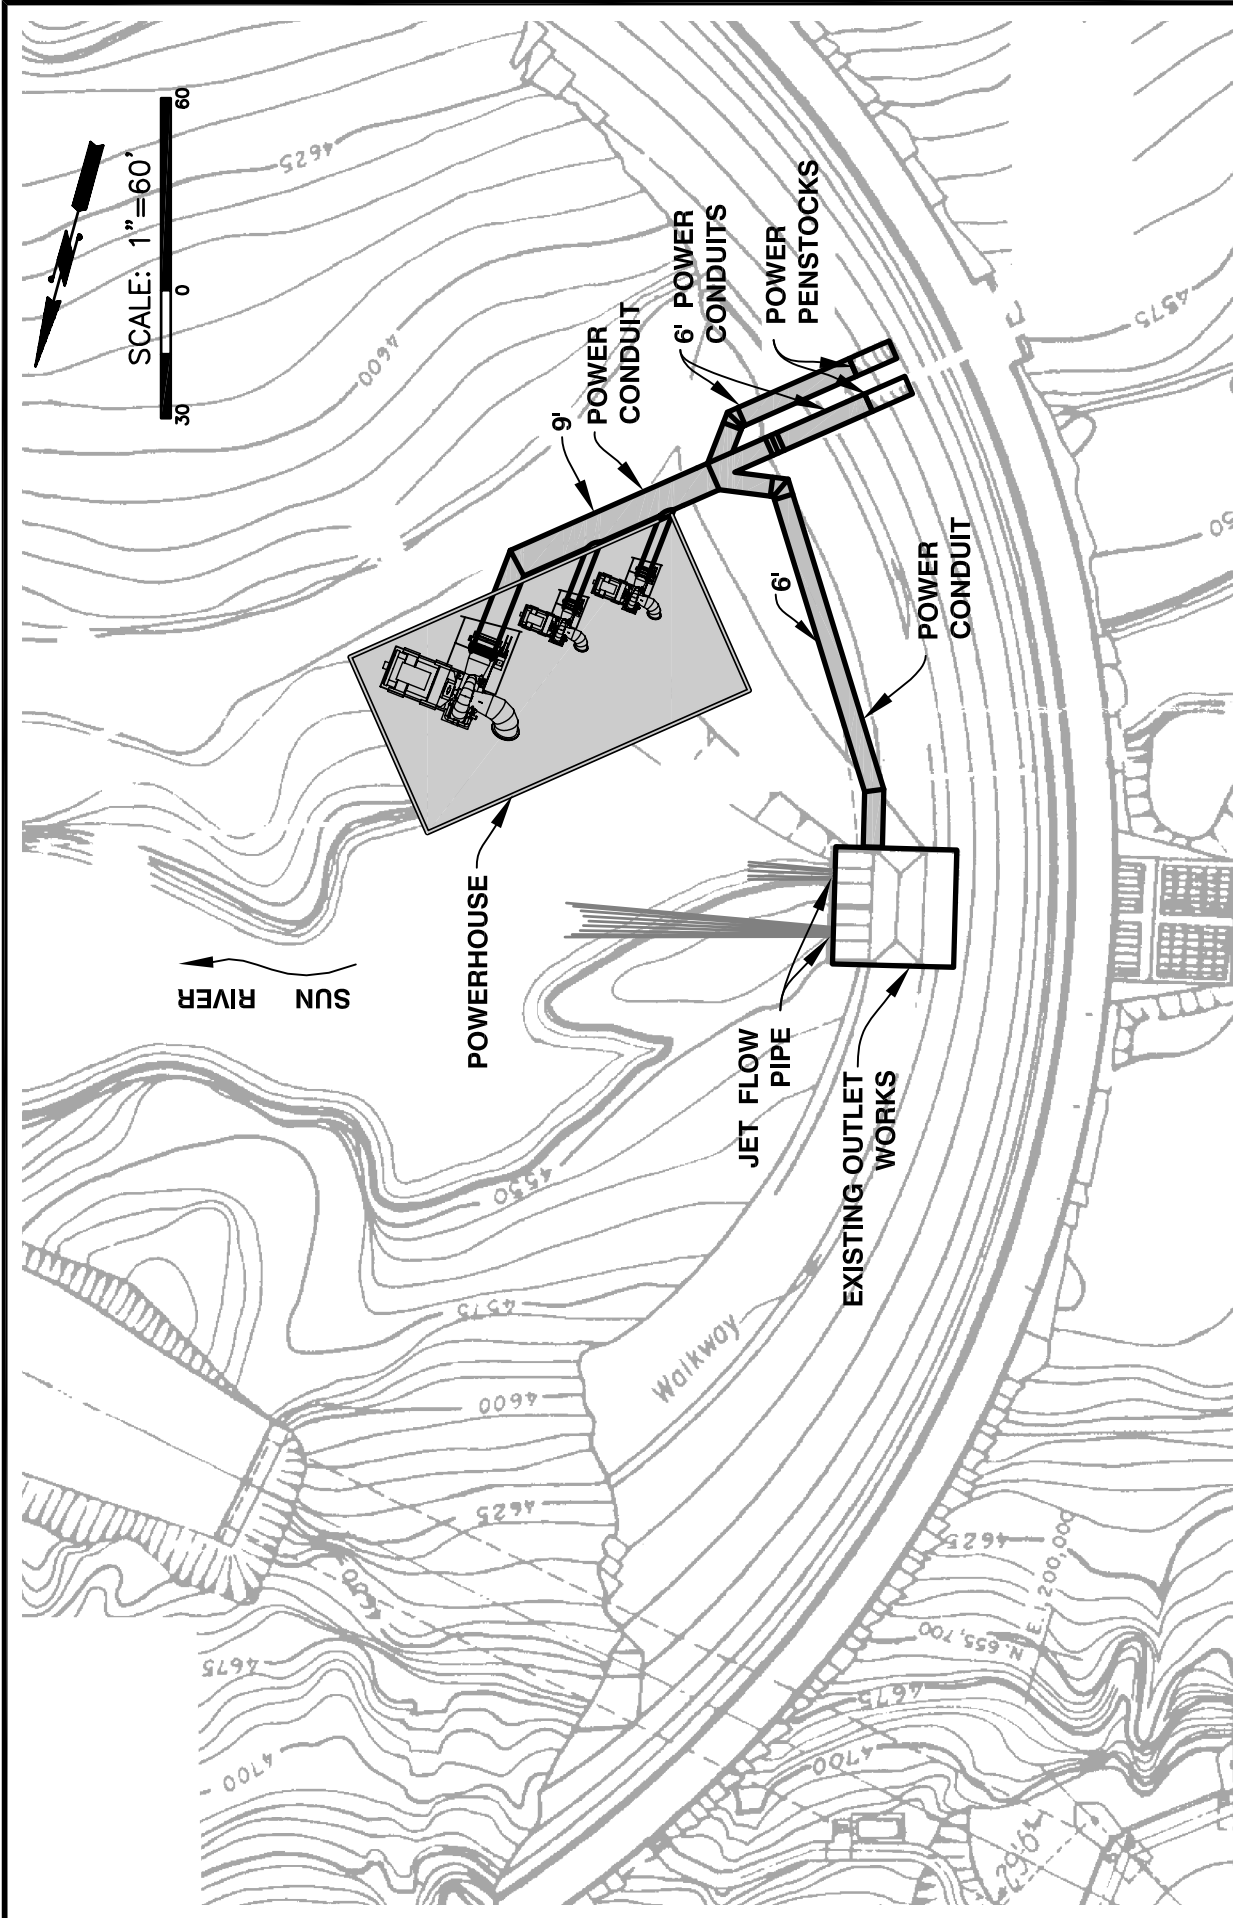 SCALE: 1"=60'
30 0 60
4625
4600
9' POWER
CONDUIT
6' POWER
CONDUITS
POWER
PENSTOCKS
4575
6'
POWER
CONDUIT
POWERHOUSE
SUN RIVER
JET FLOW
PIPE
EXISTING OUTLET
WORKS
4550
4575
Walkway
4600
4625
4675
4700
4625
E. 1,200,000
N. 655,700
4675
4700